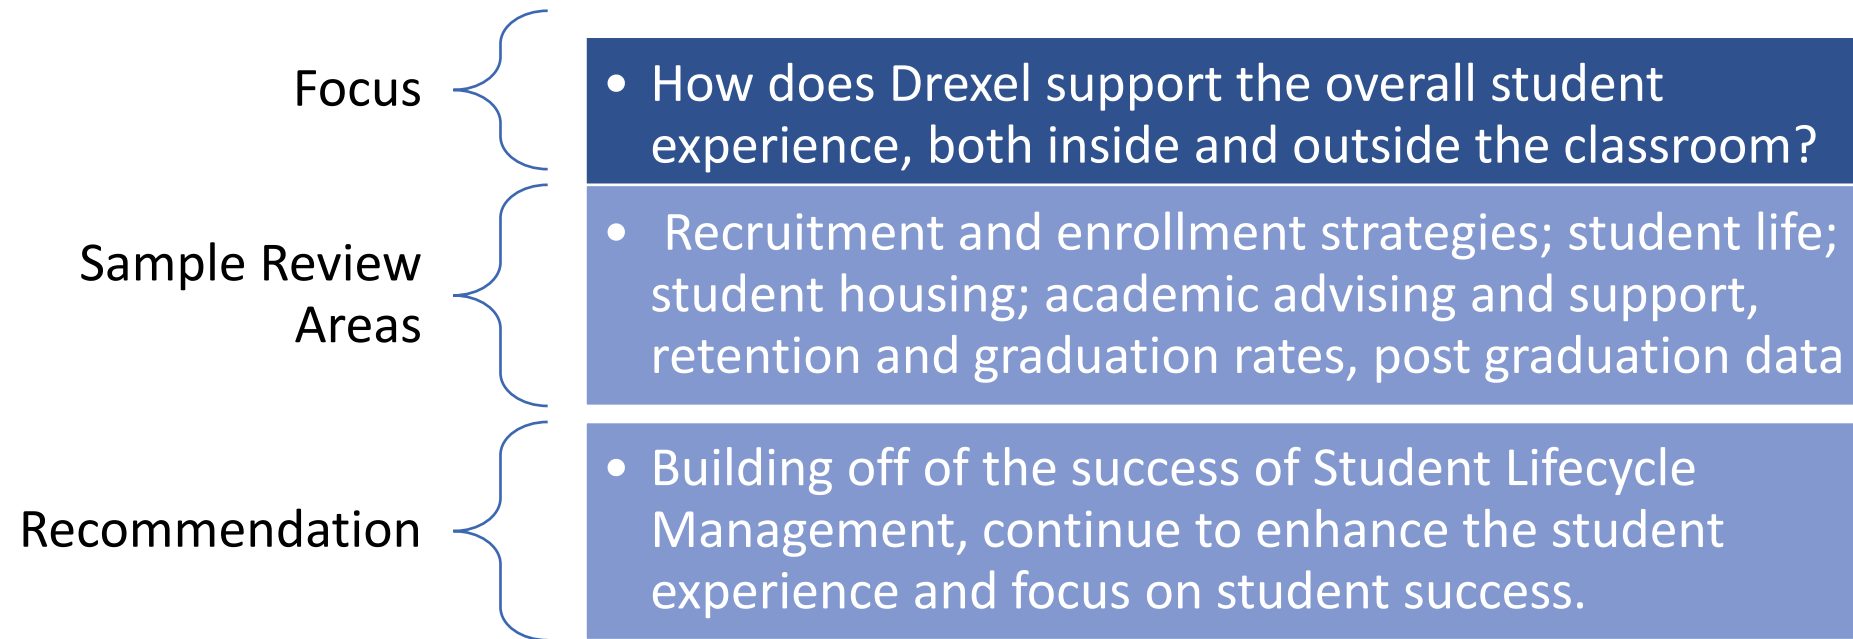 Focus
• How does Drexel support the overall student
experience, both inside and outside the classroom?
Sample Review
Areas
• Recruitment and enrollment strategies; student life;
student housing; academic advising and support,
retention and graduation rates, post graduation data
Recommendation
• Building off of the success of Student Lifecycle
Management, continue to enhance the student
experience and focus on student success.